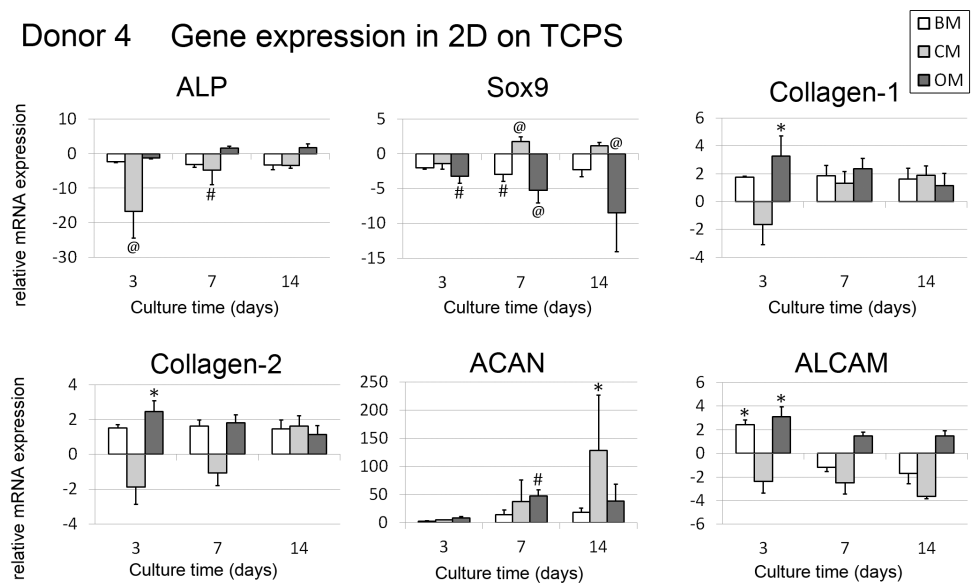 Donor 4 Gene expression in 2D on TCPS
BM
CM
OM
ALP
relative mRNA expression
10
0
-10
-20
-30
@
#
3 7 14
Culture time (days)
Sox9
5
0
-5
-10
-15
#
#
@
@
@
3 7 14
Culture time (days)
Collagen-1
6
4
2
0
-2
-4
*
3 7 14
Culture time (days)
Collagen-2
relative mRNA expression
4
2
0
-2
-4
*
3 7 14
Culture time (days)
ACAN
250
200
150
100
50
0
#
*
3 7 14
Culture time (days)
ALCAM
6
4
2
0
-2
-4
-6
* *
3 7 14
Culture time (days)